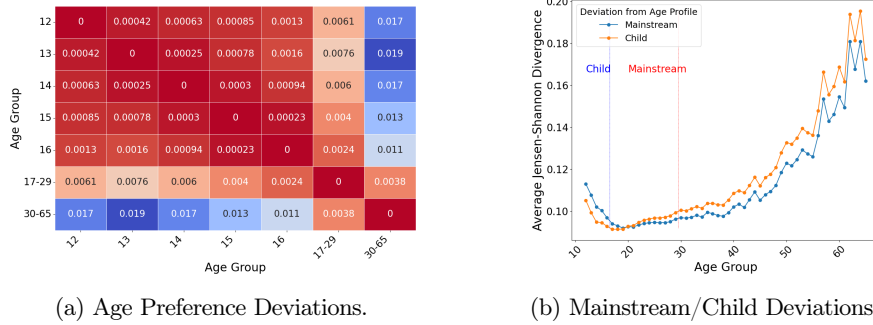 12 0 0.00042 0.00063 0.00085 0.0013 0.0061 0.017
13 0.00042 0 0.00025 0.00078 0.0016 0.0076 0.019
14 0.00063 0.00025 0 0.0003 0.00094 0.006 0.017
15 0.00085 0.00078 0.0003 0 0.00023 0.004 0.013
16 0.0013 0.0016 0.00094 0.00023 0 0.0024 0.011
17-29 0.0061 0.0076 0.006 0.004 0.0024 0 0.0038
30-65 0.017 0.019 0.017 0.013 0.011 0.0038 0
Age Group
12 13 14 15 16 17-29 30-65
Age Group
(a) Age Preference Deviations.
0.20
0.18
0.16
0.14
0.12
0.10
Average Jensen-Shannon Divergence
Deviation from Age Profile
Mainstream
Child
Child Mainstream
10 20 30 40 50 60
Age Group
(b) Mainstream/Child Deviations